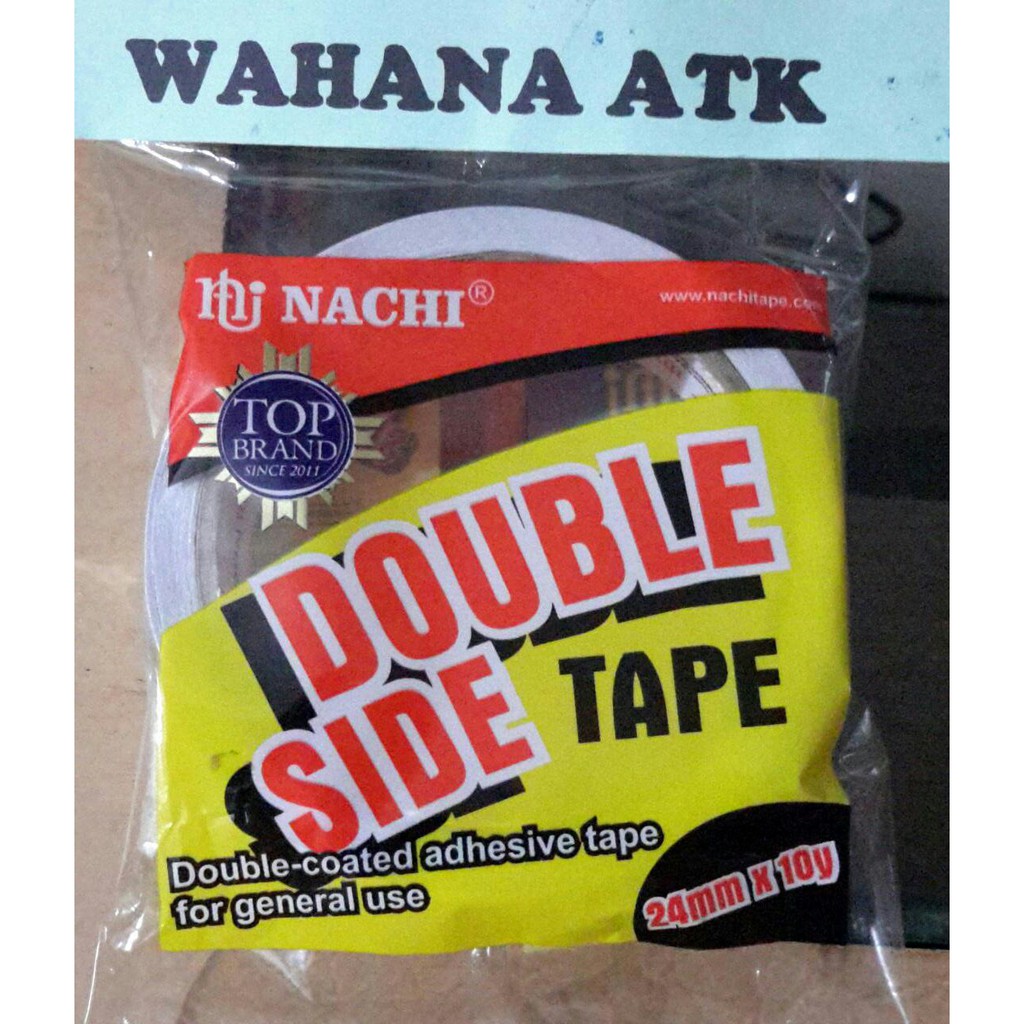 WAHANA ATK
NACHI®
www.nachitape.com
TOP
BRAND
SINCE 2011
DOUBLE
SIDE TAPE
Double-coated adhesive tape
for general use
24mm x 10y